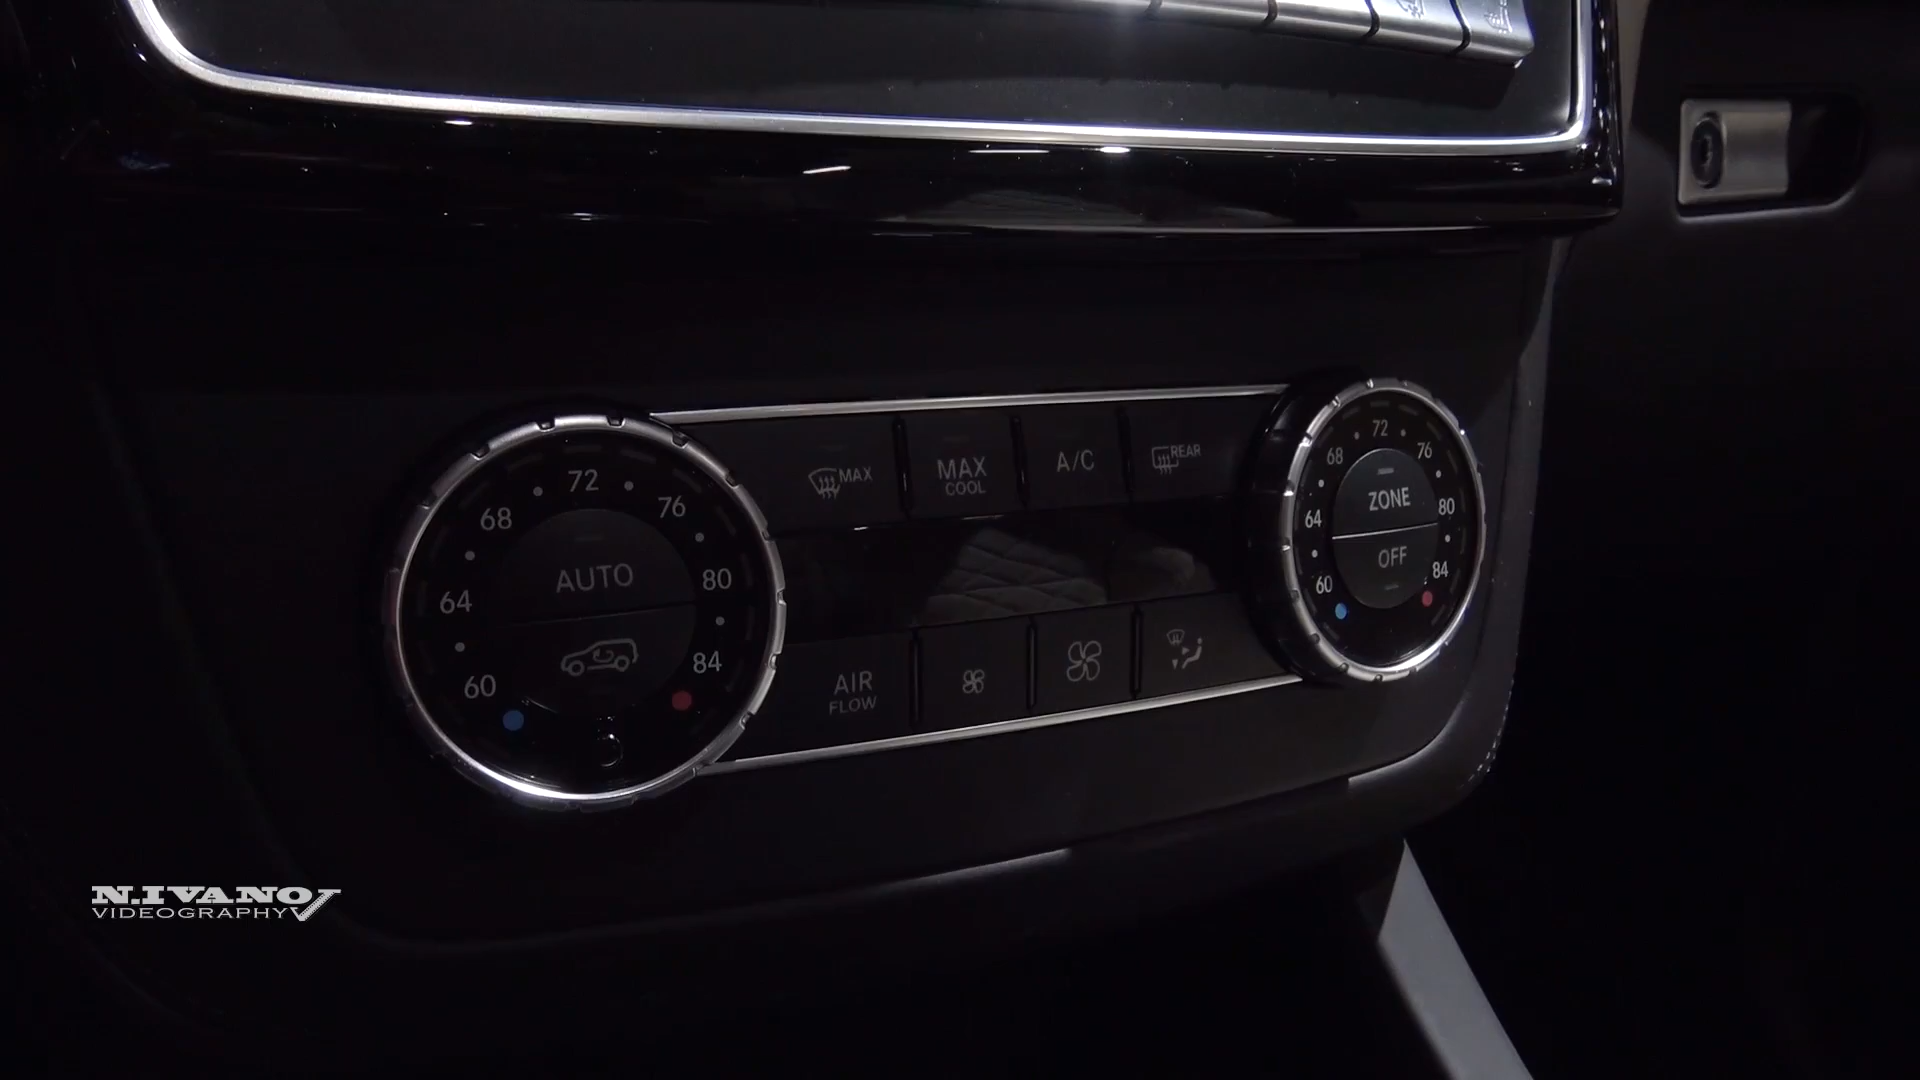 72
68
76
64
80
60
84
AUTO
MAX
MAX
COOL
A/C
REAR
AIR
FLOW
72
68
76
64
80
60
84
ZONE
OFF
N.IVANOV
VIDEOGRAPHY